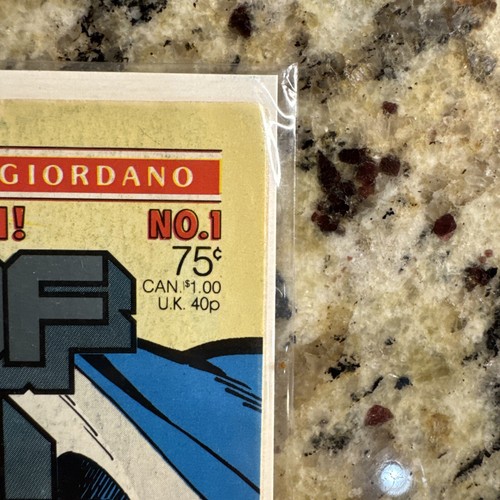 GIORDANO
! NO.1
75¢
CAN. $1.00
U.K. 40p
F